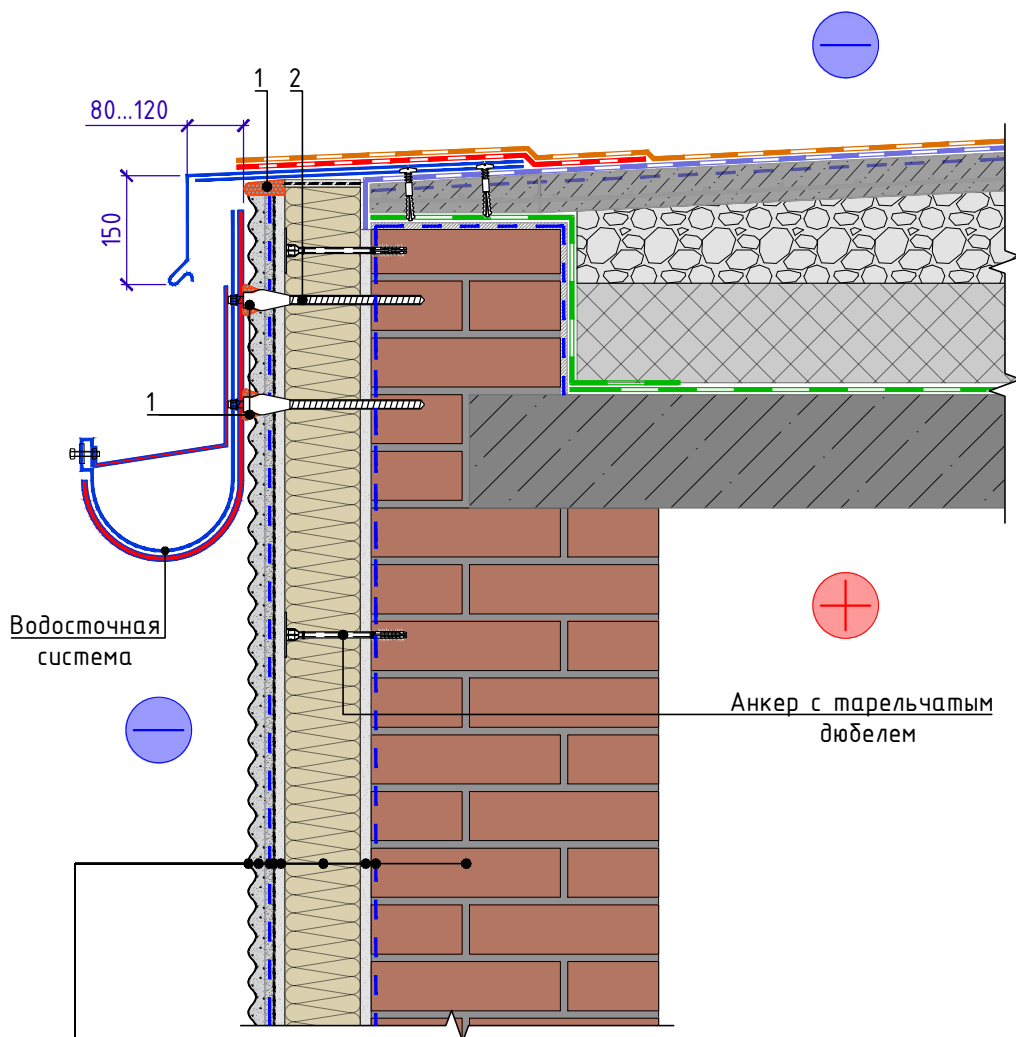 1 2
80...120
150
1
Водосточная
система
Анкер с тарельчатым
дюбелем